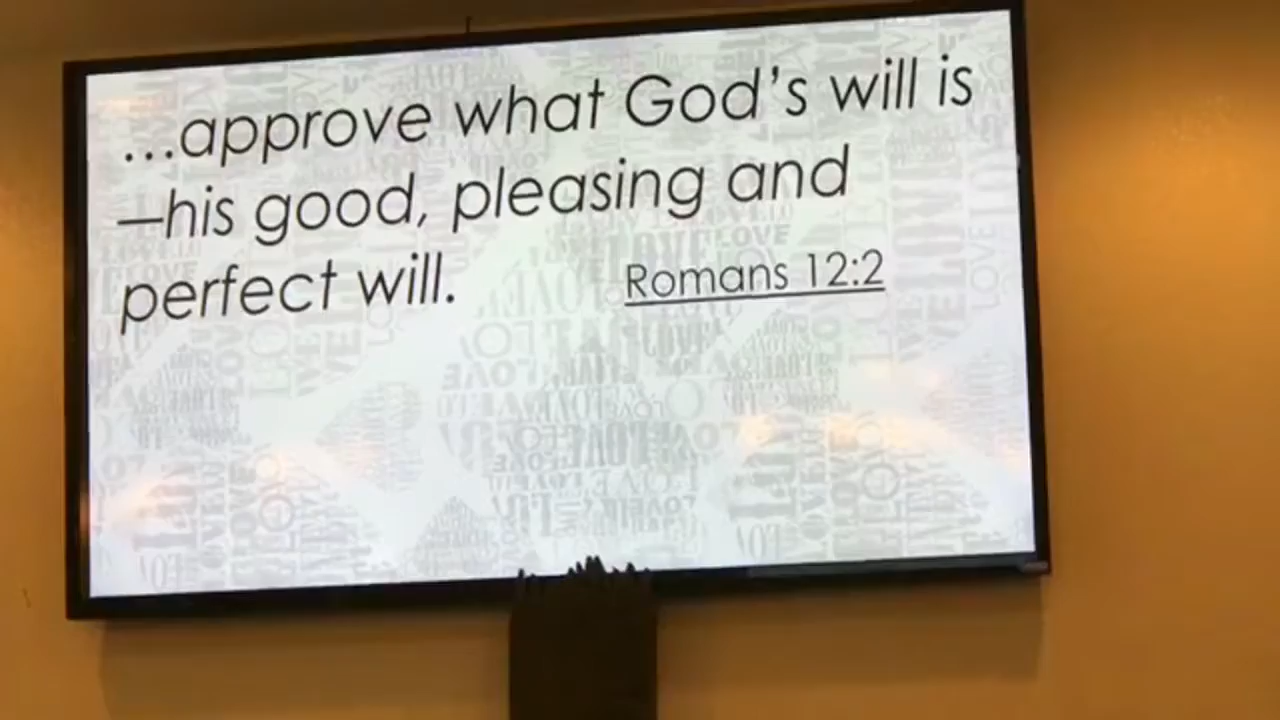 ...approve what God's will is
—his good, pleasing and
perfect will.
Romans 12:2